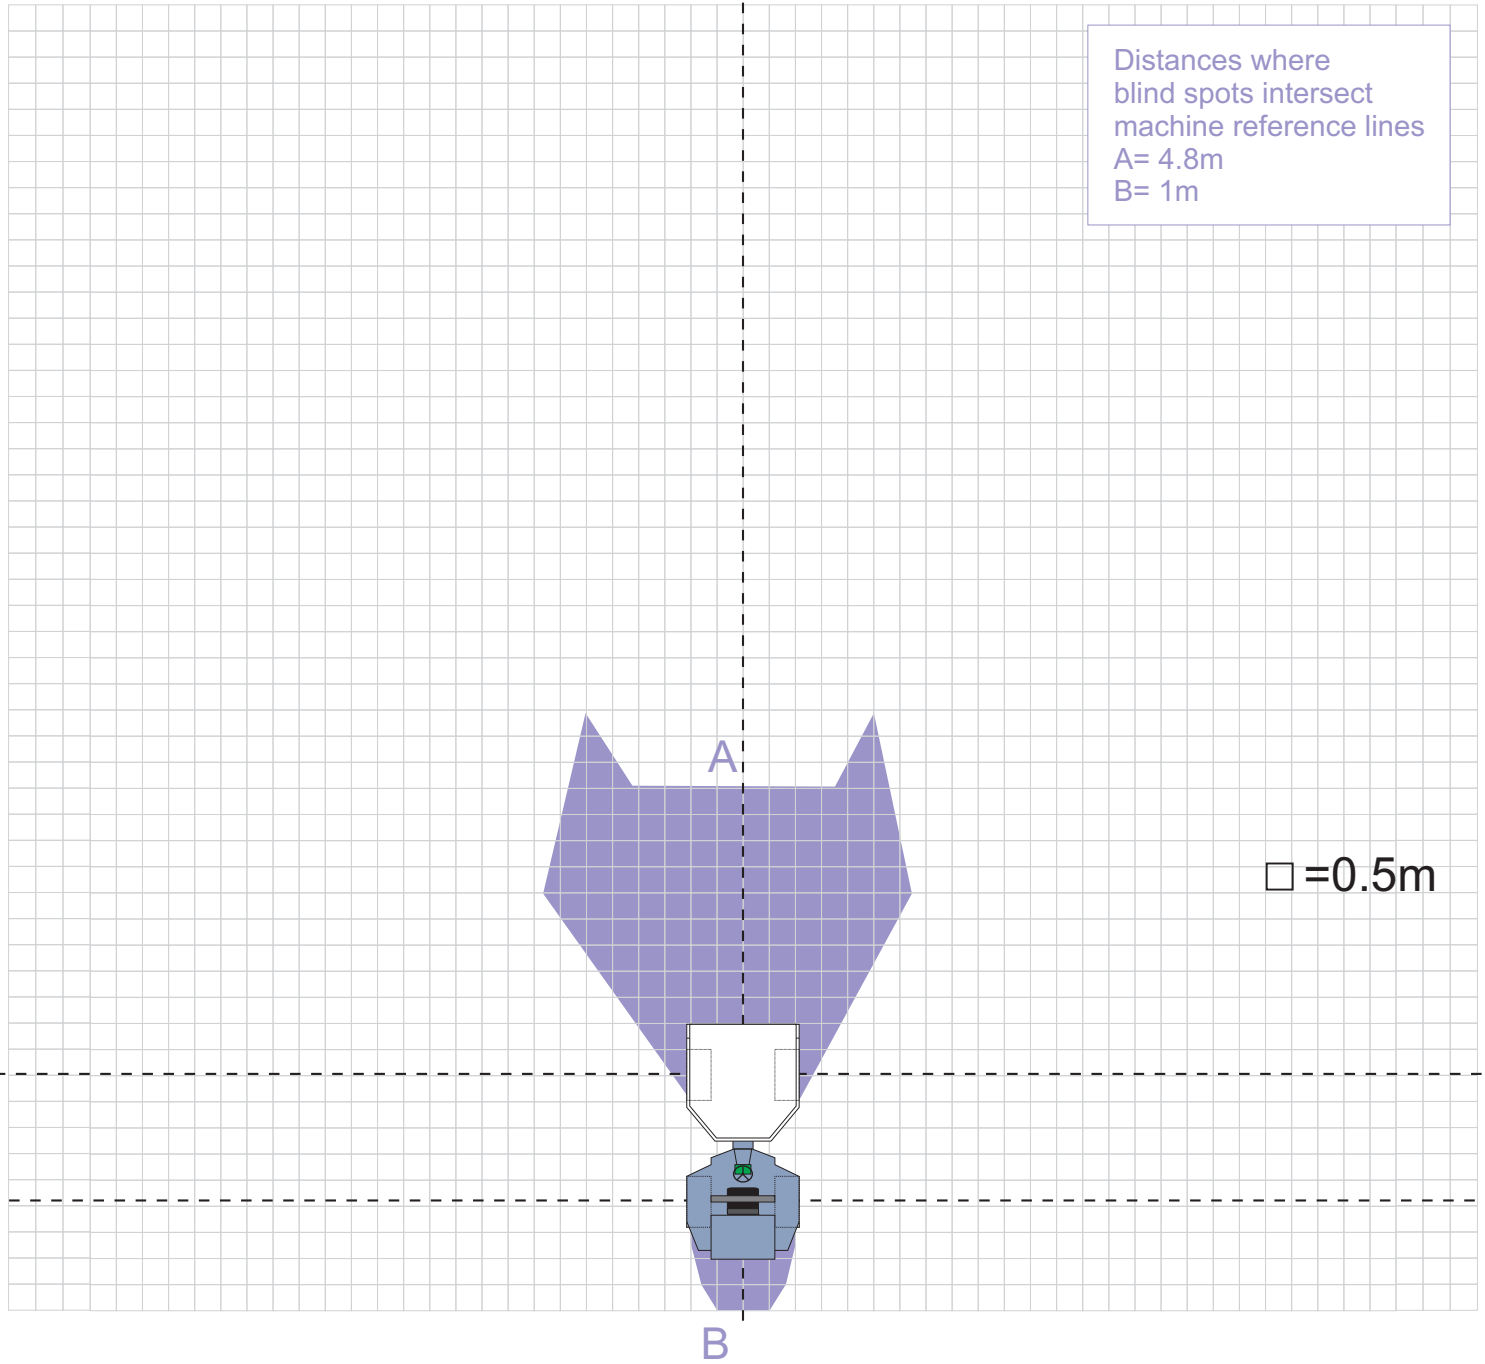 Distances where
blind spots intersect
machine reference lines
A= 4.8m
B= 1m
A
=0.5m
B